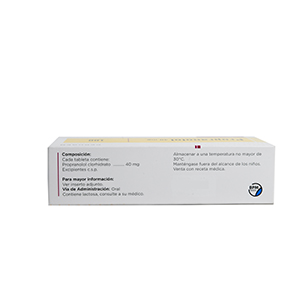 Composición:
Cada tableta contiene:
Propranolol clorhidrato ........ 40 mg
Excipientes c.s.p.
Para mayor información:
Ver inserto adjunto.
Vía de Administración: Oral
Contiene lactosa, consulte a su médico.
Almacenar a una temperatura no mayor de
30°C.
Manténgase fuera del alcance de los niños.
Venta con receta médica.
BPM